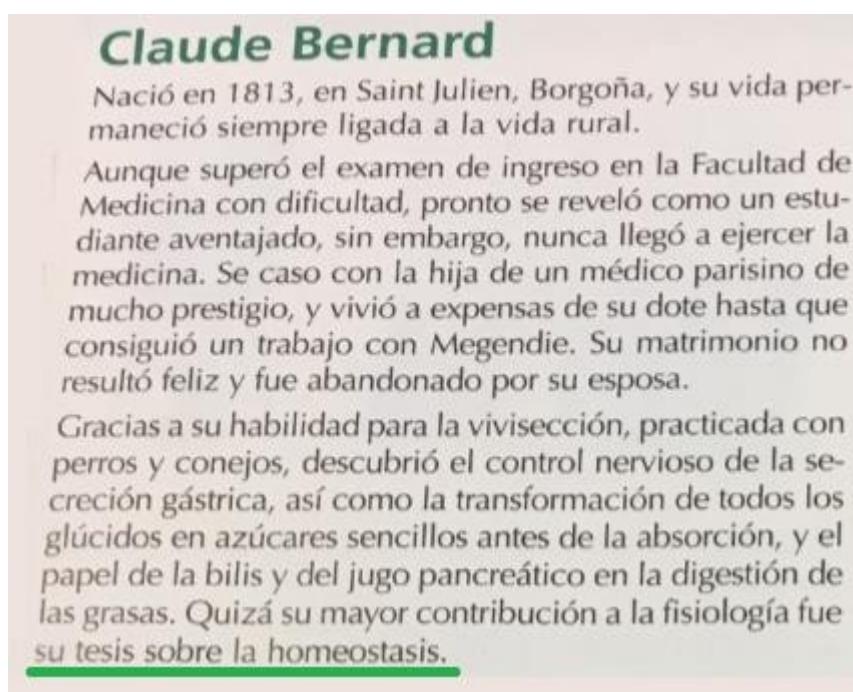 Claude Bernard
Nació en 1813, en Saint Julien, Borgoña, y su vida per-
maneció siempre ligada a la vida rural.
Aunque superó el examen de ingreso en la Facultad de
Medicina con dificultad, pronto se reveló como un estu-
diante aventajado, sin embargo, nunca llegó a ejercer la
medicina. Se caso con la hija de un médico parisino de
mucho prestigio, y vivió a expensas de su dote hasta que
consiguió un trabajo con Megendie. Su matrimonio no
resultó feliz y fue abandonado por su esposa.
Gracias a su habilidad para la vivisección, practicada con
perros y conejos, descubrió el control nervioso de la se-
creción gástrica, así como la transformación de todos los
glúcidos en azúcares sencillos antes de la absorción, y el
papel de la bilis y del jugo pancreático en la digestión de
las grasas. Quizá su mayor contribución a la fisiología fue
su tesis sobre la homeostasis.